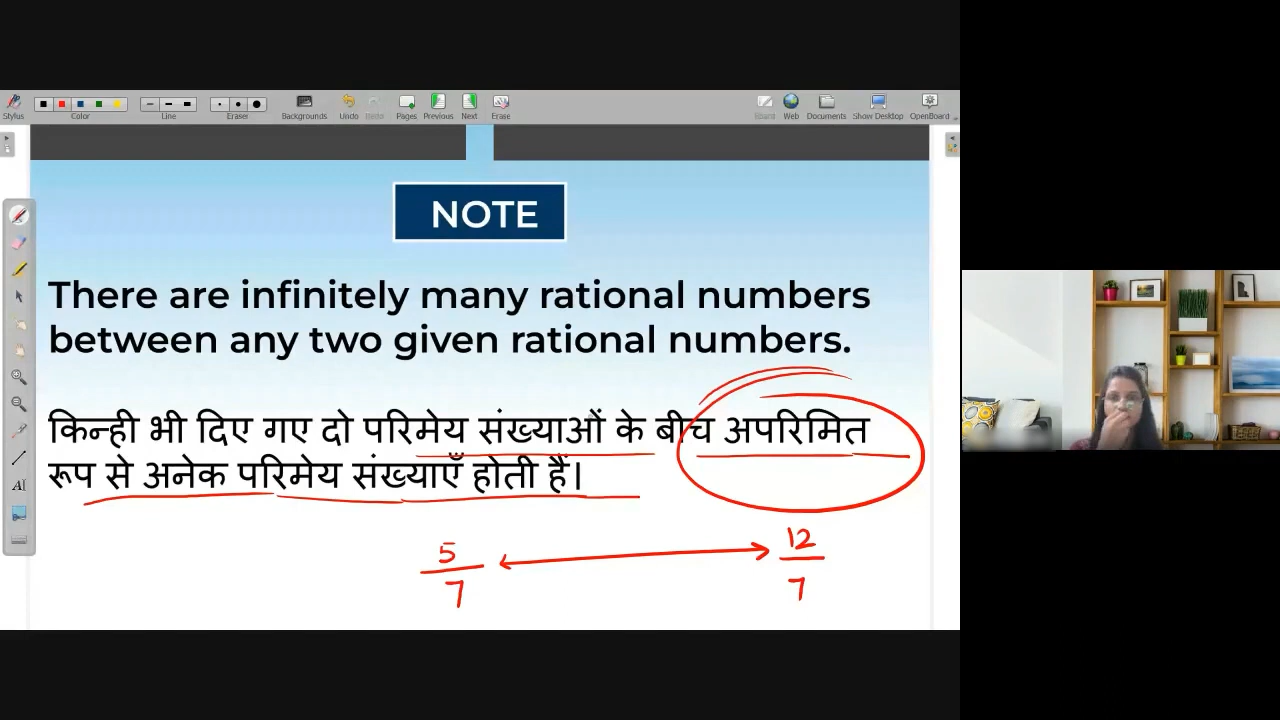 Stylus
Color
Line
Eraser
Backgrounds
Undo
Redo
Pages
Previous
Next
Erase
Board
Web
Documents
Show Desktop
OpenBoard
NOTE
There are infinitely many rational numbers
between any two given rational numbers.
किन्ही भी दिए गए दो परिमेय संख्याओं के बीच अपरिमित
रूप से अनेक परिमेय संख्याएँ होती हैं।
5
7
12
7
AI